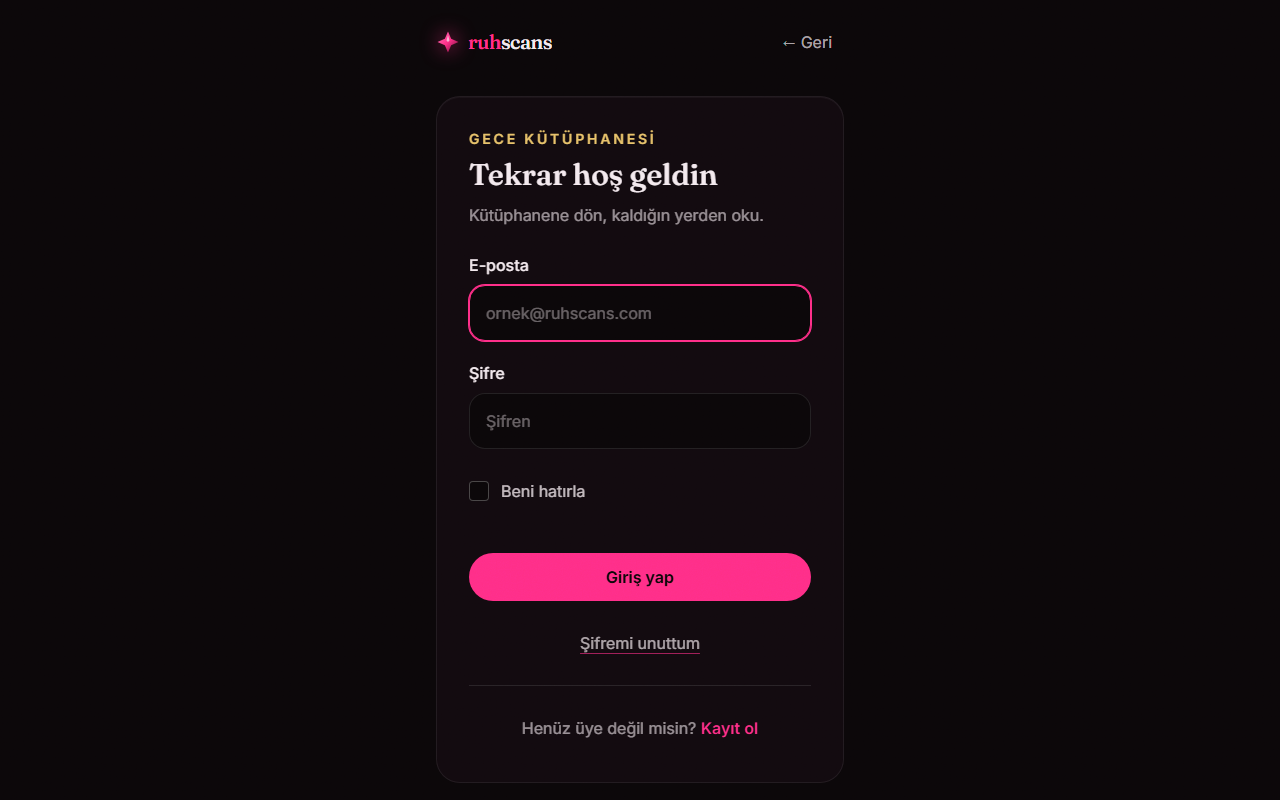 ruhscans
← Geri
GECE KÜTÜPHANESİ
Tekrar hoş geldin
Kütüphanene dön, kaldığın yerden oku.
E-posta
ornek@ruhscans.com
Şifre
Şifren
Beni hatırla
Giriş yap
Şifremi unuttum
Henüz üye değil misin? Kayıt ol